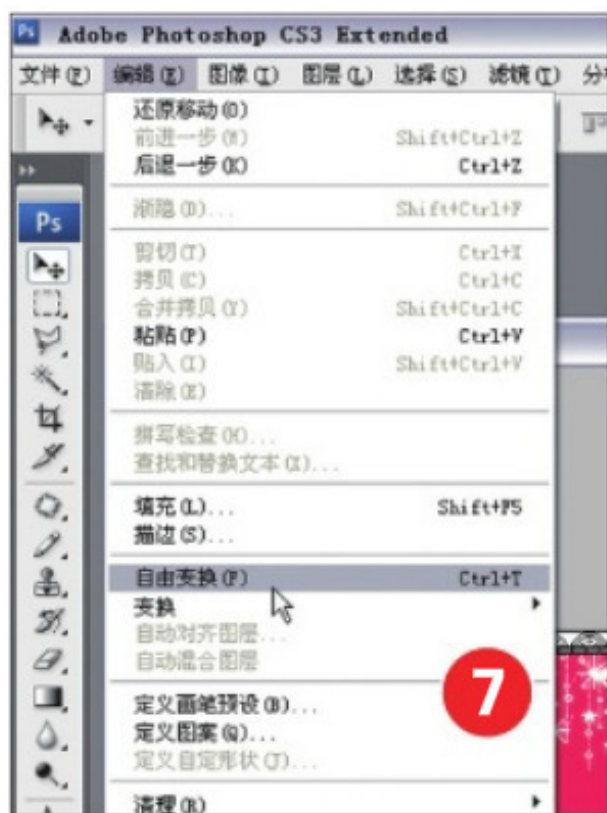 Ps Adobe Photoshop CS3 Extended
文件(F) 编辑(E) 图像(I) 图层(L) 选择(S) 滤镜(T) 分
还原移动(O)
前进一步(W) Shift+Ctrl+Z
后退一步(K) Ctrl+Z
渐隐(D)... Shift+Ctrl+F
Ps
剪切(T) Ctrl+X
拷贝(C) Ctrl+C
合并拷贝(Y) Shift+Ctrl+C
粘贴(P) Ctrl+V
贴入(I) Shift+Ctrl+V
清除(E)
拼写检查(H)...
查找和替换文本(X)...
填充(L)... Shift+F5
描边(S)...
自由变换(F) Ctrl+T
变换
自动对齐图层...
自动混合图层
7
定义画笔预设(B)...
定义图案(Q)...
定义自定形状(J)...
清理(R)